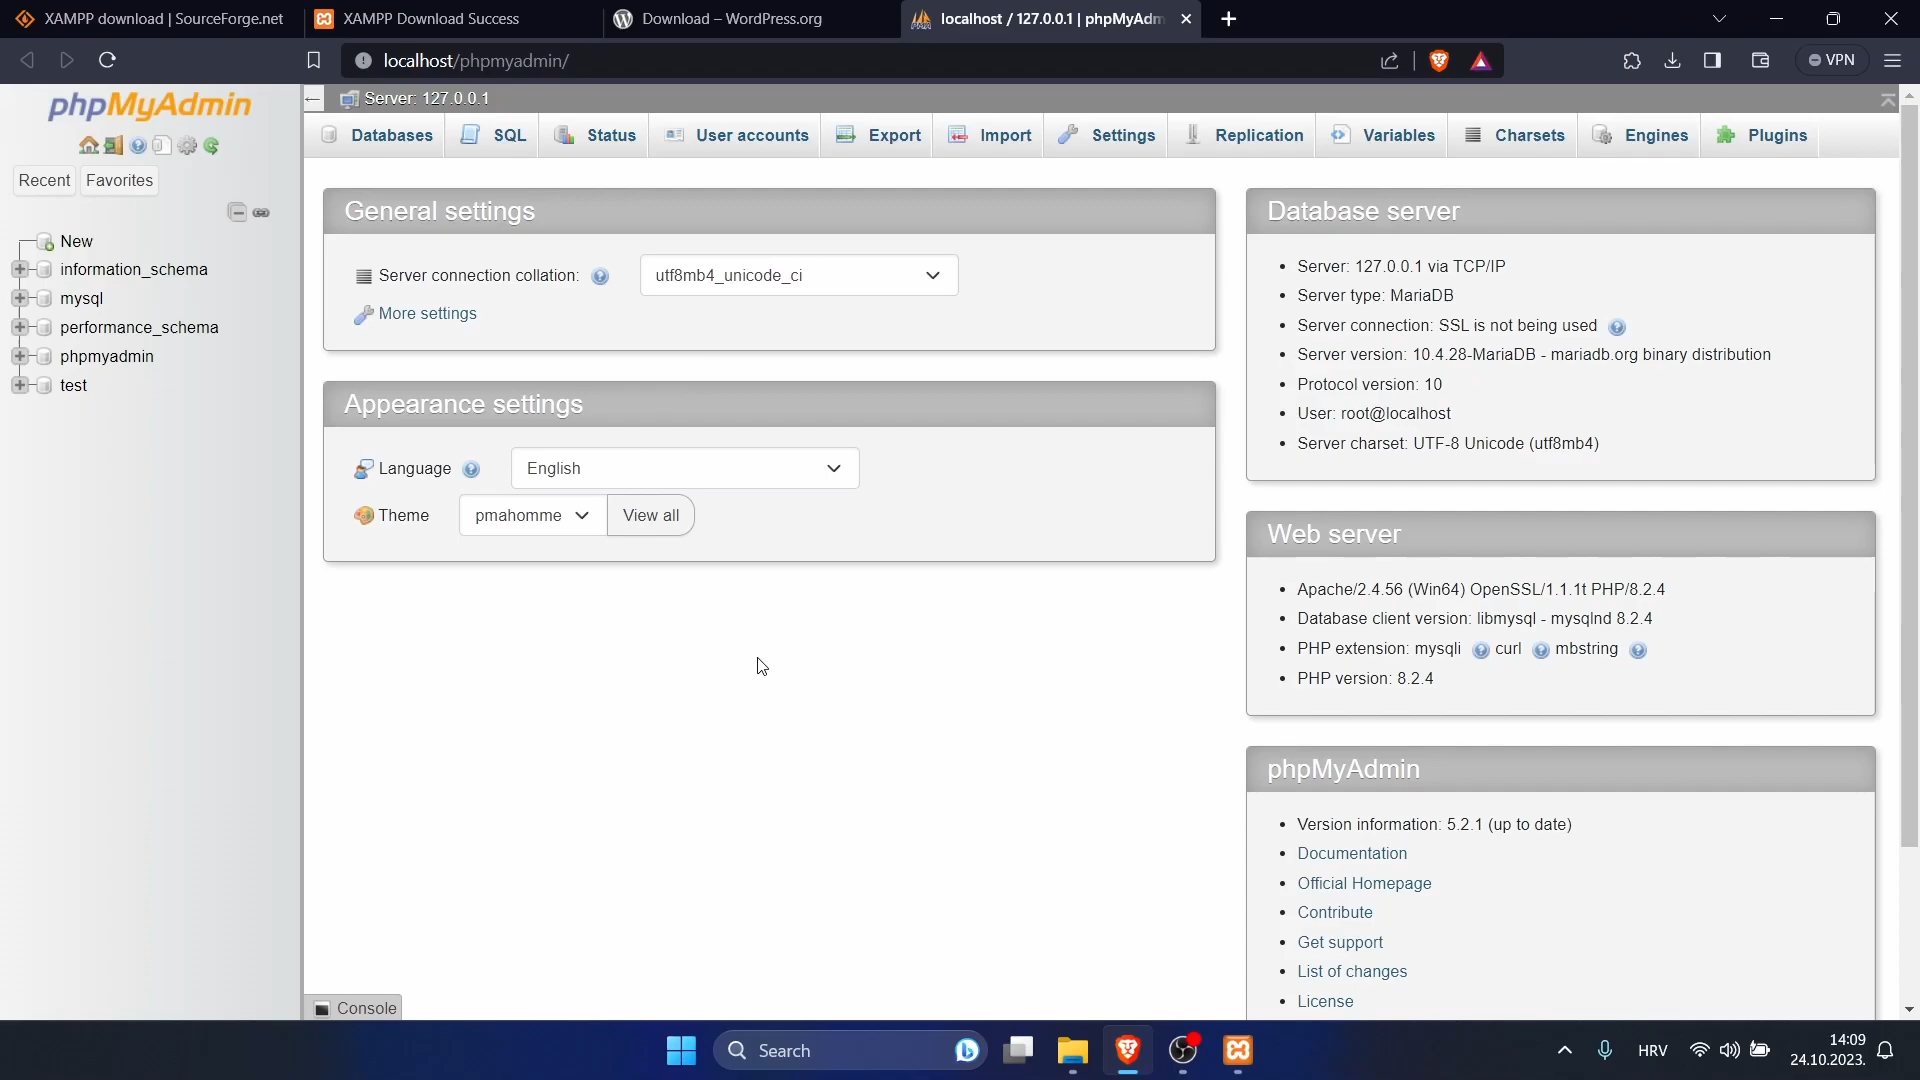 XAMPP download | SourceForge.net
XAMPP Download Success
Download – WordPress.org
localhost / 127.0.0.1 | phpMyAdm
localhost/phpmyadmin/
VPN
phpMyAdmin
Recent
Favorites
New
information_schema
mysql
performance_schema
phpmyadmin
test
Server: 127.0.0.1
Databases
SQL
Status
User accounts
Export
Import
Settings
Replication
Variables
Charsets
Engines
Plugins
General settings
Server connection collation:
utf8mb4_unicode_ci
More settings
Appearance settings
Language
English
Theme
pmahomme
View all
Database server
Server: 127.0.0.1 via TCP/IP
Server type: MariaDB
Server connection: SSL is not being used
Server version: 10.4.28-MariaDB - mariadb.org binary distribution
Protocol version: 10
User: root@localhost
Server charset: UTF-8 Unicode (utf8mb4)
Web server
Apache/2.4.56 (Win64) OpenSSL/1.1.1t PHP/8.2.4
Database client version: libmysql - mysqlnd 8.2.4
PHP extension: mysqli curl mbstring
PHP version: 8.2.4
phpMyAdmin
Version information: 5.2.1 (up to date)
Documentation
Official Homepage
Contribute
Get support
List of changes
License
Console
Search
HRV
14:09
24.10.2023.